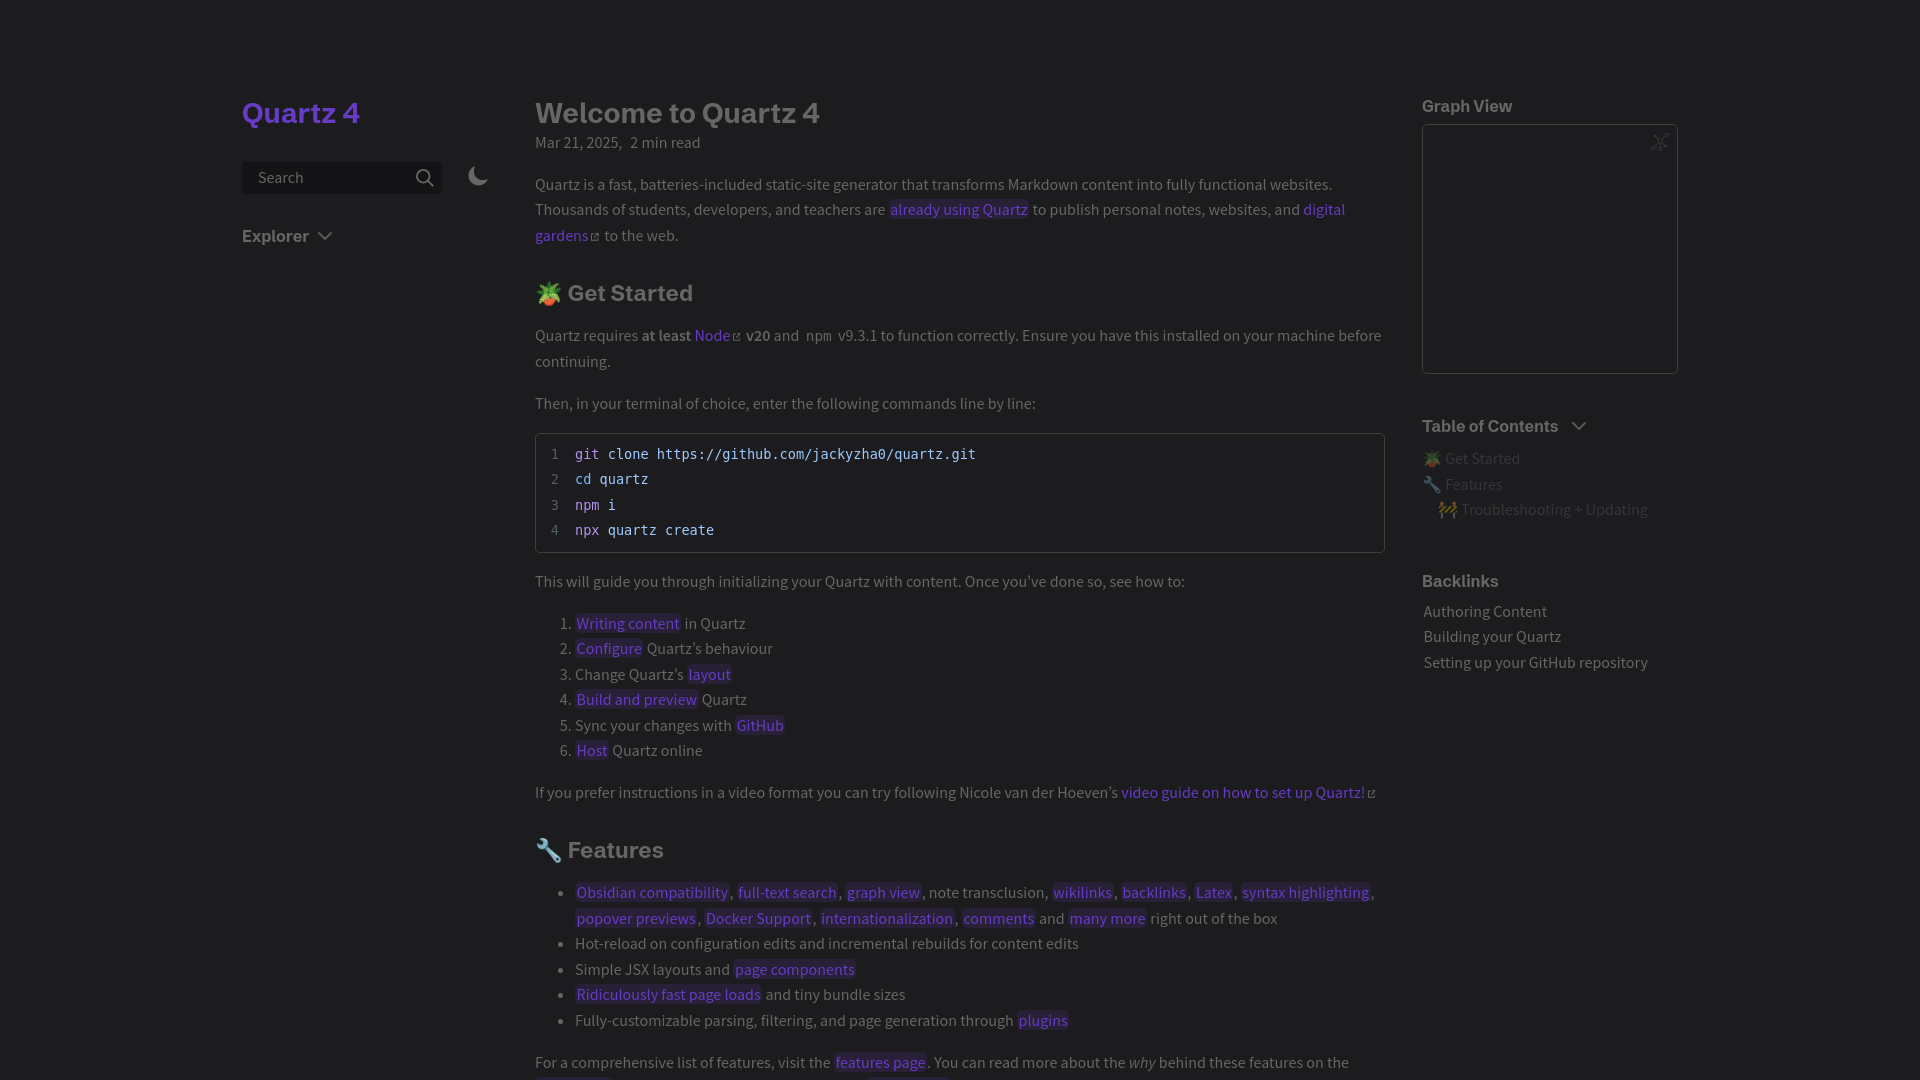 Quartz 4
Search
Explorer
Welcome to Quartz 4
Mar 21, 2025, 2 min read
Quartz is a fast, batteries-included static-site generator that transforms Markdown content into fully functional websites.
Thousands of students, developers, and teachers are already using Quartz to publish personal notes, websites, and digital
gardens to the web.
🪴 Get Started
Quartz requires at least Node v20 and npm v9.3.1 to function correctly. Ensure you have this installed on your machine before
continuing.
Then, in your terminal of choice, enter the following commands line by line:
1 git clone https://github.com/jackyzha0/quartz.git
2 cd quartz
3 npm i
4 npx quartz create
This will guide you through initializing your Quartz with content. Once you’ve done so, see how to:
1. Writing content in Quartz
2. Configure Quartz’s behaviour
3. Change Quartz’s layout
4. Build and preview Quartz
5. Sync your changes with GitHub
6. Host Quartz online
If you prefer instructions in a video format you can try following Nicole van der Hoeven’s video guide on how to set up Quartz!
🔧 Features
• Obsidian compatibility, full-text search, graph view, note transclusion, wikilinks, backlinks, Latex, syntax highlighting,
popover previews, Docker Support, internationalization, comments and many more right out of the box
• Hot-reload on configuration edits and incremental rebuilds for content edits
• Simple JSX layouts and page components
• Ridiculously fast page loads and tiny bundle sizes
• Fully-customizable parsing, filtering, and page generation through plugins
For a comprehensive list of features, visit the features page. You can read more about the why behind these features on the
Graph View
Table of Contents
🪴 Get Started
🔧 Features
🚧 Troubleshooting + Updating
Backlinks
Authoring Content
Building your Quartz
Setting up your GitHub repository